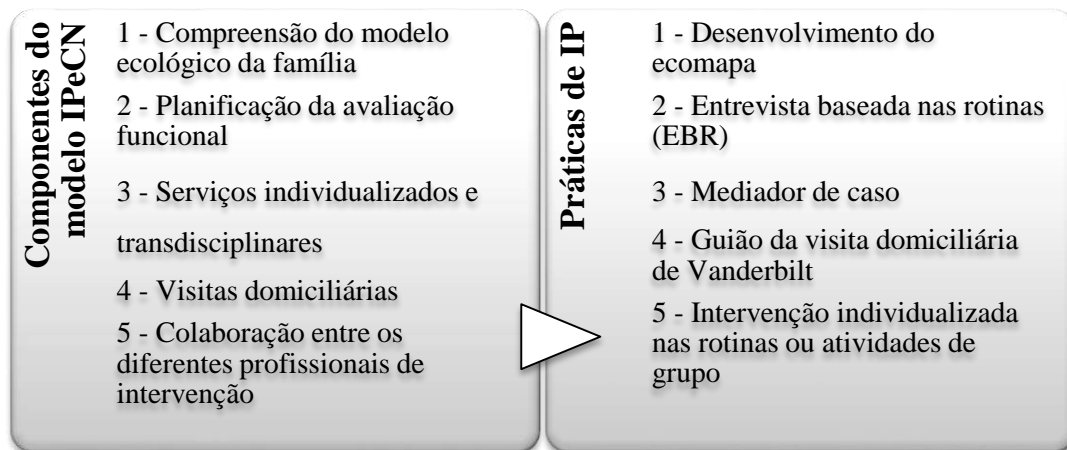 Componentes do
modelo IPeCN
1 - Compreensão do modelo
ecológico da família
2 - Planificação da avaliação
funcional
3 - Serviços individualizados e
transdisciplinares
4 - Visitas domiciliárias
5 - Colaboração entre os
diferentes profissionais de
intervenção
Práticas de IP
1 - Desenvolvimento do
ecomapa
2 - Entrevista baseada nas rotinas
(EBR)
3 - Mediador de caso
4 - Guião da visita domiciliária
de Vanderbilt
5 - Intervenção individualizada
nas rotinas ou atividades de
grupo